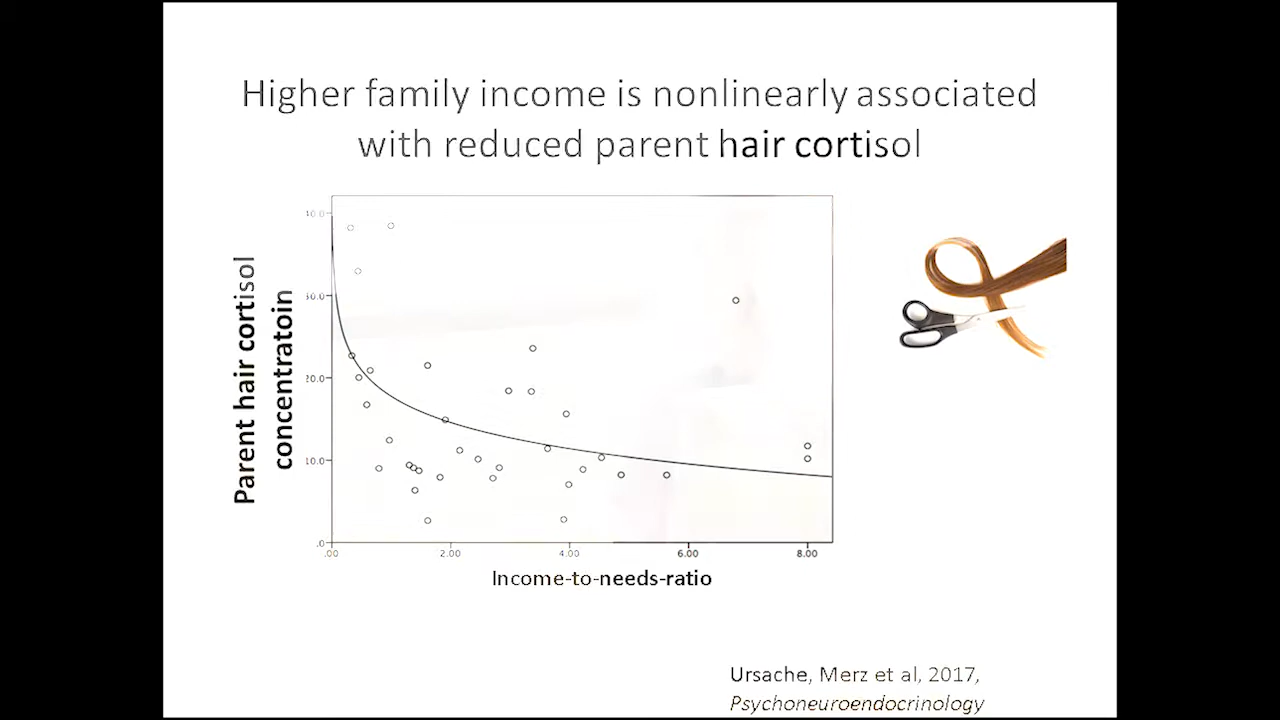 Higher family income is nonlinearly associated
with reduced parent hair cortisol
Parent hair cortisol
concentratoin
40.0
30.0
20.0
10.0
.0
.00
2.00
4.00
6.00
8.00
Income-to-needs-ratio
Ursache, Merz et al, 2017,
Psychoneuroendocrinology